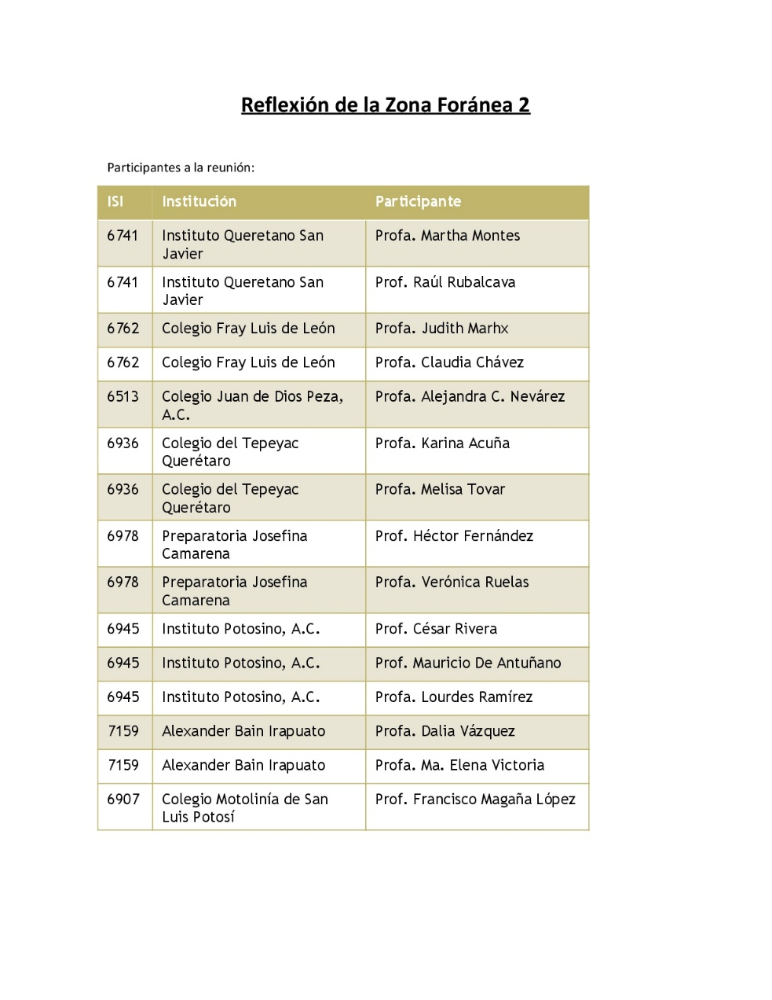 Reflexión de la Zona Foránea 2
Participantes a la reunión:
ISI Institución Participante
6741 Instituto Queretano San Profa. Martha Montes
Javier
6741 Instituto Queretano San Prof. Raúl Rubalcava
Javier
6762 Colegio Fray Luis de León Profa. Judith Marhx
6762 Colegio Fray Luis de León Profa. Claudia Chávez
6513 Colegio Juan de Dios Peza, Profa. Alejandra C. Nevárez
A.C.
6936 Colegio del Tepeyac Profa. Karina Acuña
Querétaro
6936 Colegio del Tepeyac Profa. Melisa Tovar
Querétaro
6978 Preparatoria Josefina Prof. Héctor Fernández
Camarena
6978 Preparatoria Josefina Profa. Verónica Ruelas
Camarena
6945 Instituto Potosino, A.C. Prof. César Rivera
6945 Instituto Potosino, A.C. Prof. Mauricio De Antuñano
6945 Instituto Potosino, A.C. Profa. Lourdes Ramírez
7159 Alexander Bain Irapuato Profa. Dalia Vázquez
7159 Alexander Bain Irapuato Profa. Ma. Elena Victoria
6907 Colegio Motolinía de San Prof. Francisco Magaña López
Luis Potosí